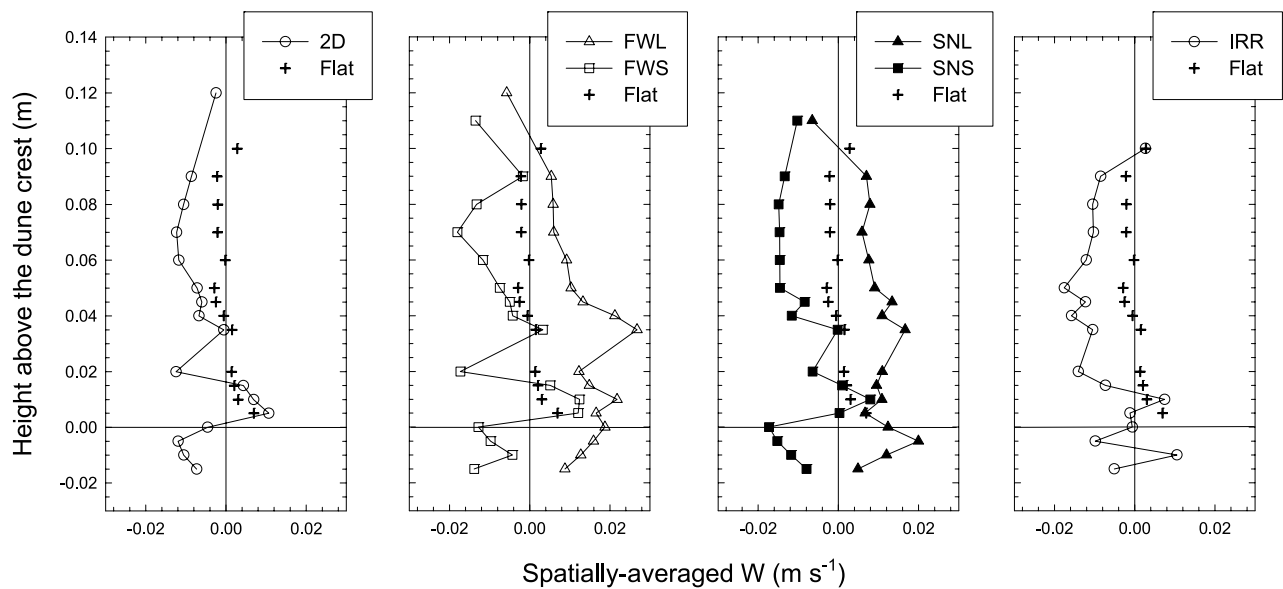 2D
Flat
FWL
FWS
Flat
SNL
SNS
Flat
IRR
Flat
Height above the dune crest (m)
0.14
0.12
0.10
0.08
0.06
0.04
0.02
0.00
-0.02
-0.02 0.00 0.02
-0.02 0.00 0.02
-0.02 0.00 0.02
-0.02 0.00 0.02
Spatially-averaged W (m s⁻¹)